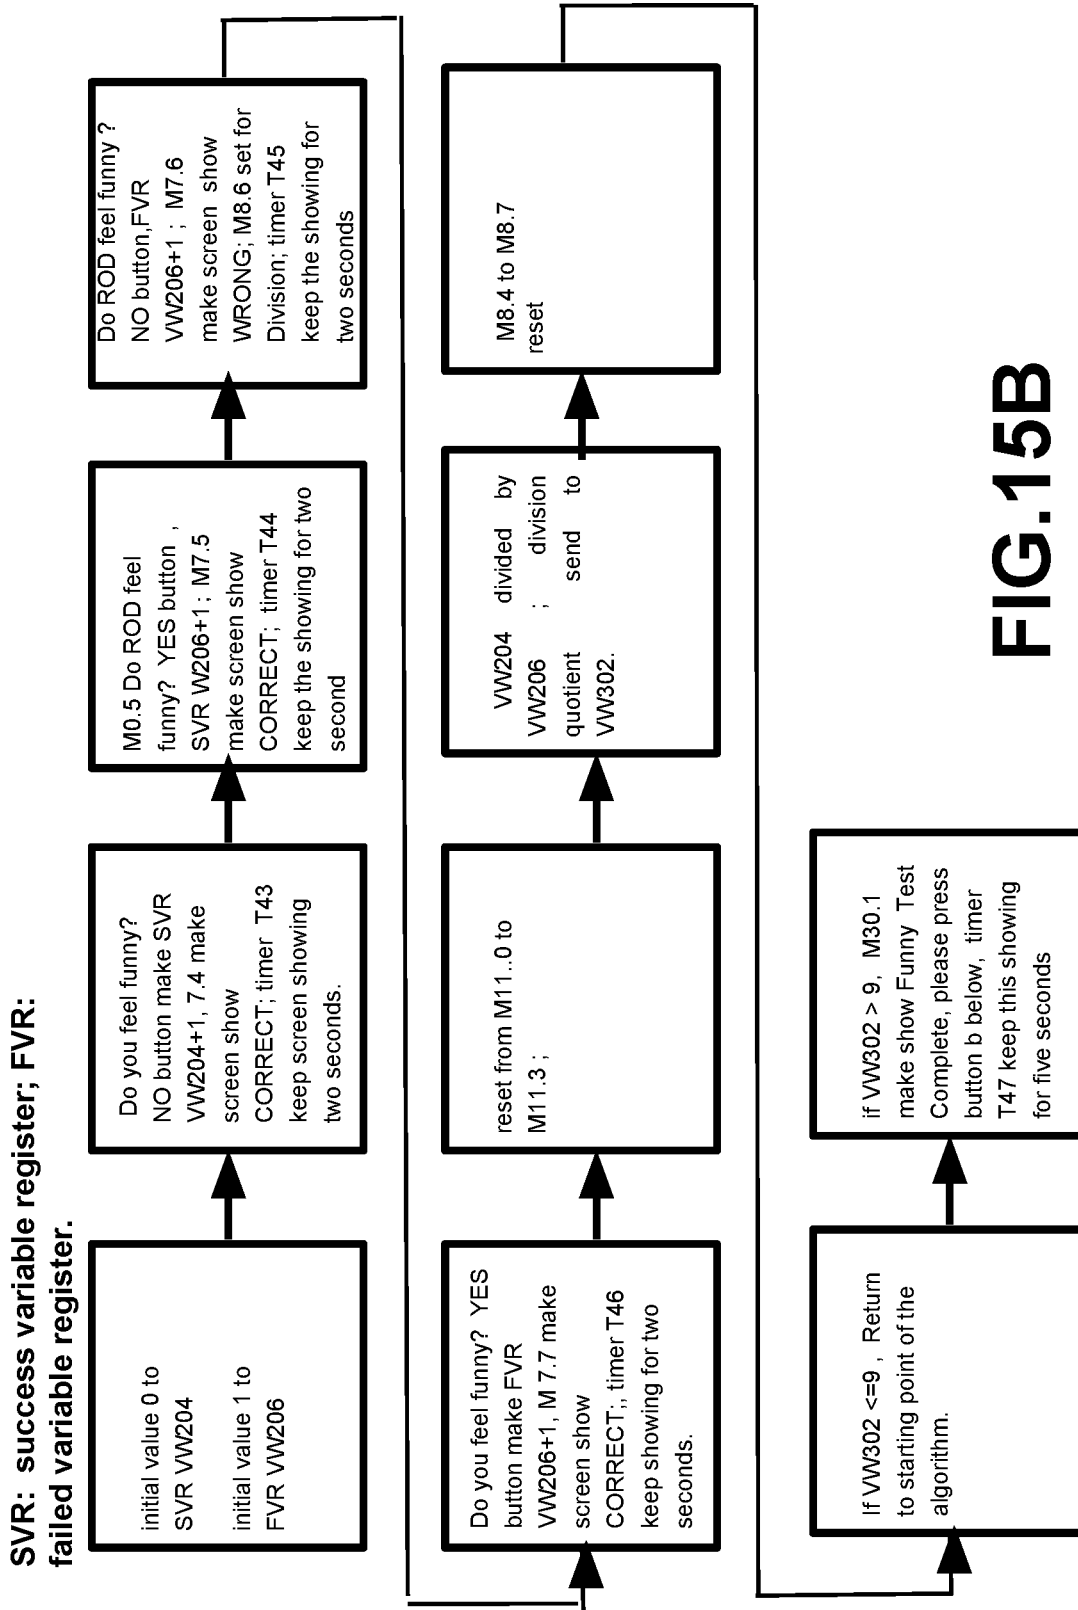 SVR: success variable register; FVR:
failed variable register.
initial value 0 to
SVR VW204
initial value 1 to
FVR VW206
Do you feel funny?
NO button make SVR
VW204+1, 7.4 make
screen show
CORRECT; timer T43
keep screen showing
two seconds.
M0.5 Do ROD feel
funny? YES button ,
SVR W206+1; M7.5
make screen show
CORRECT; timer T44
keep the showing for two
second
Do ROD feel funny ?
NO button,FVR
VW206+1 ; M7.6
make screen show
WRONG; M8.6 set for
Division; timer T45
keep the showing for
two seconds
Do you feel funny? YES
button make FVR
VW206+1, M 7.7 make
screen show
CORRECT;, timer T46
keep showing for two
seconds.
reset from M11..0 to
M11.3 ;
VW204 divided by
VW206 ; division
quotient send to
VW302.
M8.4 to M8.7
reset
If VW302 <=9 , Return
to starting point of the
algorithm.
if VW302 > 9, M30.1
make show Funny Test
Complete, please press
button b below, timer
T47 keep this showing
for five seconds
FIG.15B